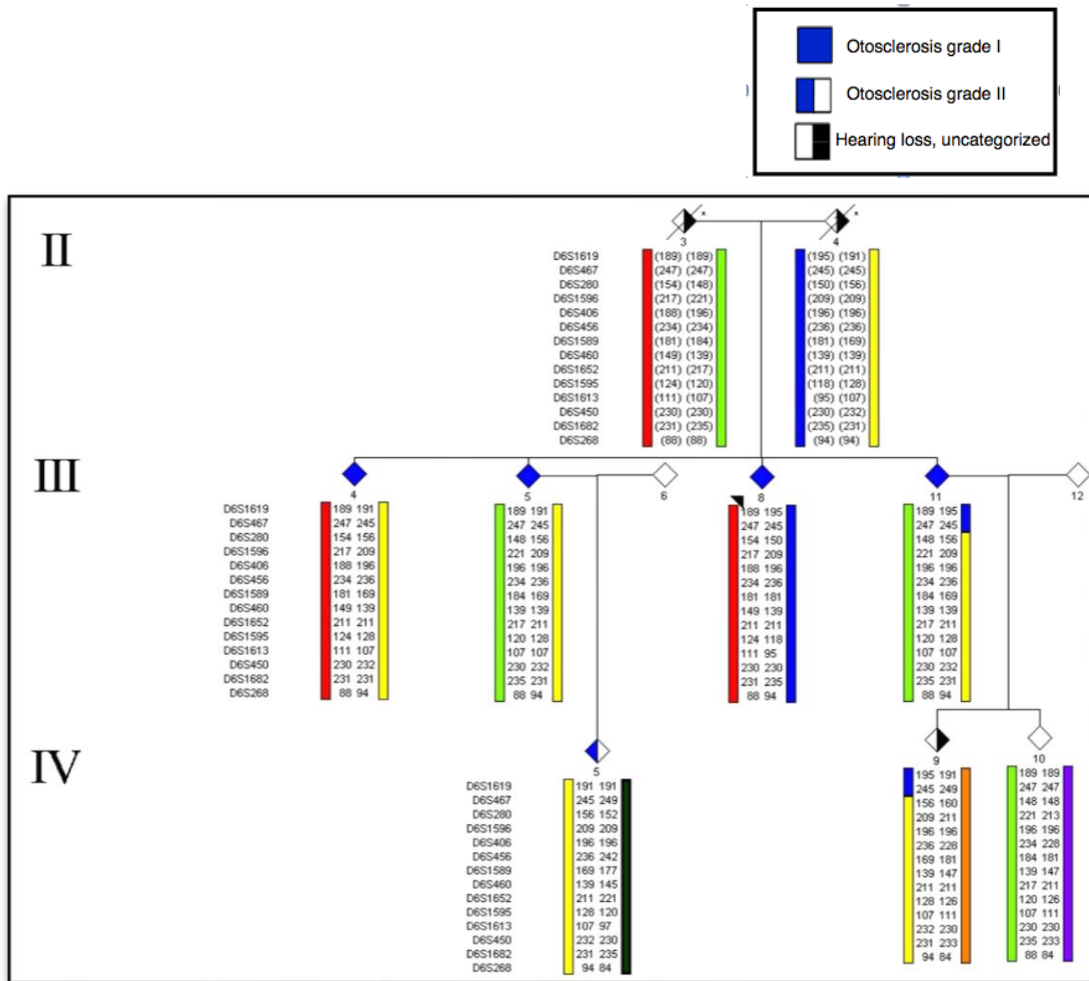 Otosclerosis grade I
Otosclerosis grade II
Hearing loss, uncategorized
II
* *
3 4
D6S1619 (189) (189) (195) (191)
D6S467 (247) (247) (245) (245)
D6S280 (154) (148) (150) (156)
D6S1596 (217) (221) (209) (209)
D6S406 (188) (196) (196) (196)
D6S456 (234) (234) (236) (236)
D6S1589 (181) (184) (181) (169)
D6S460 (149) (139) (139) (139)
D6S1652 (211) (217) (211) (211)
D6S1595 (124) (120) (118) (128)
D6S1613 (111) (107) (95) (107)
D6S450 (230) (230) (230) (232)
D6S1682 (231) (235) (235) (231)
D6S268 (88) (88) (94) (94)
III
4 5 6 8 11 12
D6S1619 189 191 189 191 189 195 189 195
D6S467 247 245 247 245 247 245 247 245
D6S280 154 156 148 156 154 150 148 156
D6S1596 217 209 221 209 217 209 221 209
D6S406 188 196 196 196 188 196 196 196
D6S456 234 236 234 236 234 236 234 236
D6S1589 181 169 184 169 181 181 184 169
D6S460 149 139 139 139 149 139 139 139
D6S1652 211 211 217 211 211 211 217 211
D6S1595 124 128 120 128 124 118 120 128
D6S1613 111 107 107 107 111 95 107 107
D6S450 230 232 230 232 230 230 230 232
D6S1682 231 231 235 231 231 235 235 231
D6S268 88 94 88 94 88 94 88 94
IV
5 9 10
D6S1619 191 191 195 191 189 189
D6S467 245 249 245 249 247 247
D6S280 156 152 156 160 148 148
D6S1596 209 209 209 211 221 213
D6S406 196 196 196 196 196 196
D6S456 236 242 236 228 234 228
D6S1589 169 177 169 181 184 181
D6S460 139 145 139 147 139 147
D6S1652 211 221 211 211 217 211
D6S1595 128 120 128 126 120 126
D6S1613 107 97 107 111 107 111
D6S450 232 230 232 230 230 230
D6S1682 231 235 231 233 235 233
D6S268 94 84 94 84 88 84